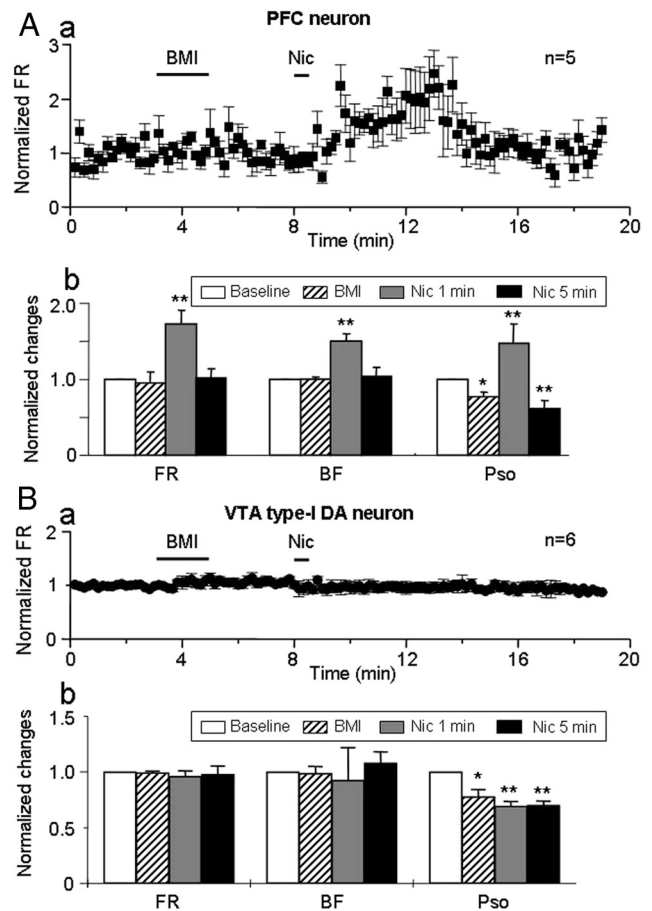 A
PFC neuron
a
BMI
Nic
n=5
3
2
1
0
Normalized FR
0 4 8 12 16 20
Time (min)
b
Baseline BMI Nic 1 min Nic 5 min
2.0
1.0
0
Normalized changes
** ** * ** **
FR BF Pso
B
VTA type-I DA neuron
a
BMI
Nic
n=6
2
1
0
Normalized FR
0 4 8 12 16 20
Time (min)
b
Baseline BMI Nic 1 min Nic 5 min
1.5
1.0
0.5
0
Normalized changes
* ** **
FR BF Pso